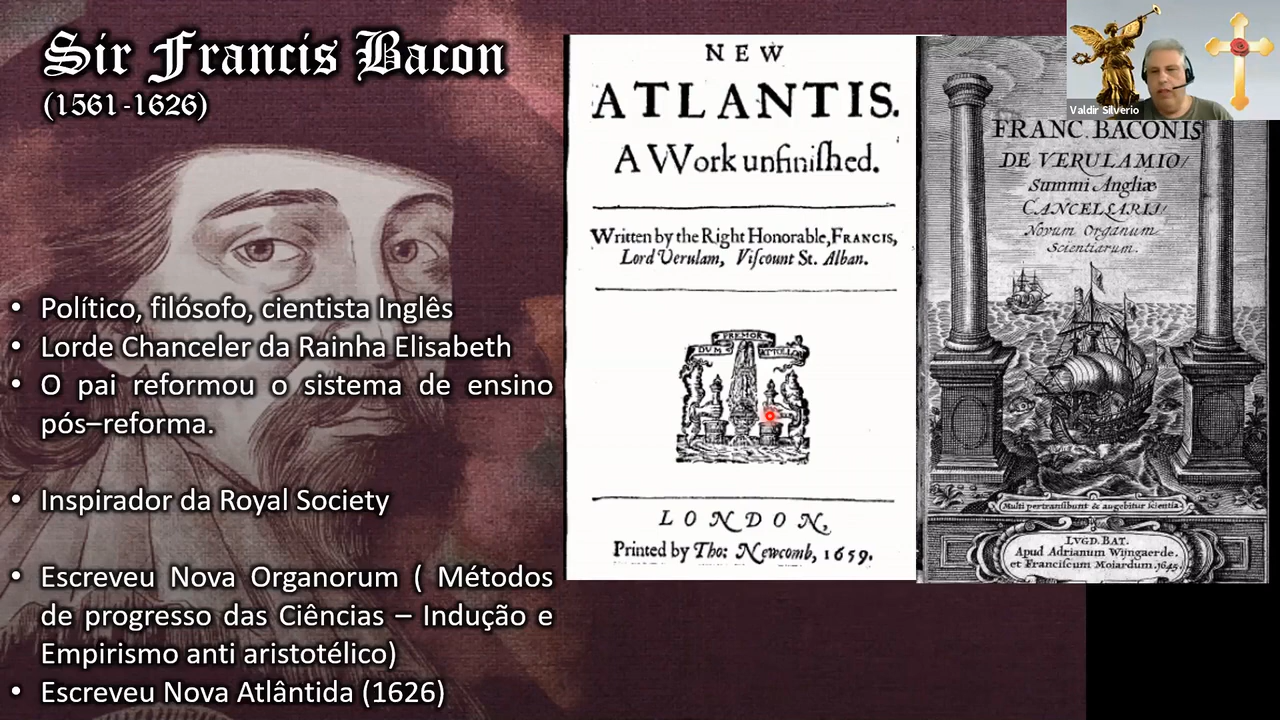 Sir Francis Bacon
(1561 -1626)
• Político, filósofo, cientista Inglês
• Lorde Chanceler da Rainha Elisabeth
• O pai reformou o sistema de ensino
pós–reforma.
• Inspirador da Royal Society
• Escreveu Nova Organorum ( Métodos
de progresso das Ciências – Indução e
Empirismo anti aristotélico)
• Escreveu Nova Atlântida (1626)
NEW
ATLANTIS.
A Work unfiniſhed.
Written by the Right Honorable, FRANCIS,
Lord Verulam, Viſcount St. Alban.
LONDON,
Printed by Tho: Newcomb, 1659.
FRANC. BACONIS
DE VERULAMIO/
Summi Angliæ
CANCELLARIJ/
Novum Organum
Scientiarum.
Multi pertransibunt & augebitur scientia.
LVGD. BAT.
Apud Adrianum Wijngaerde.
et Franciſcum Moiardum. 1645.
Valdir Silverio